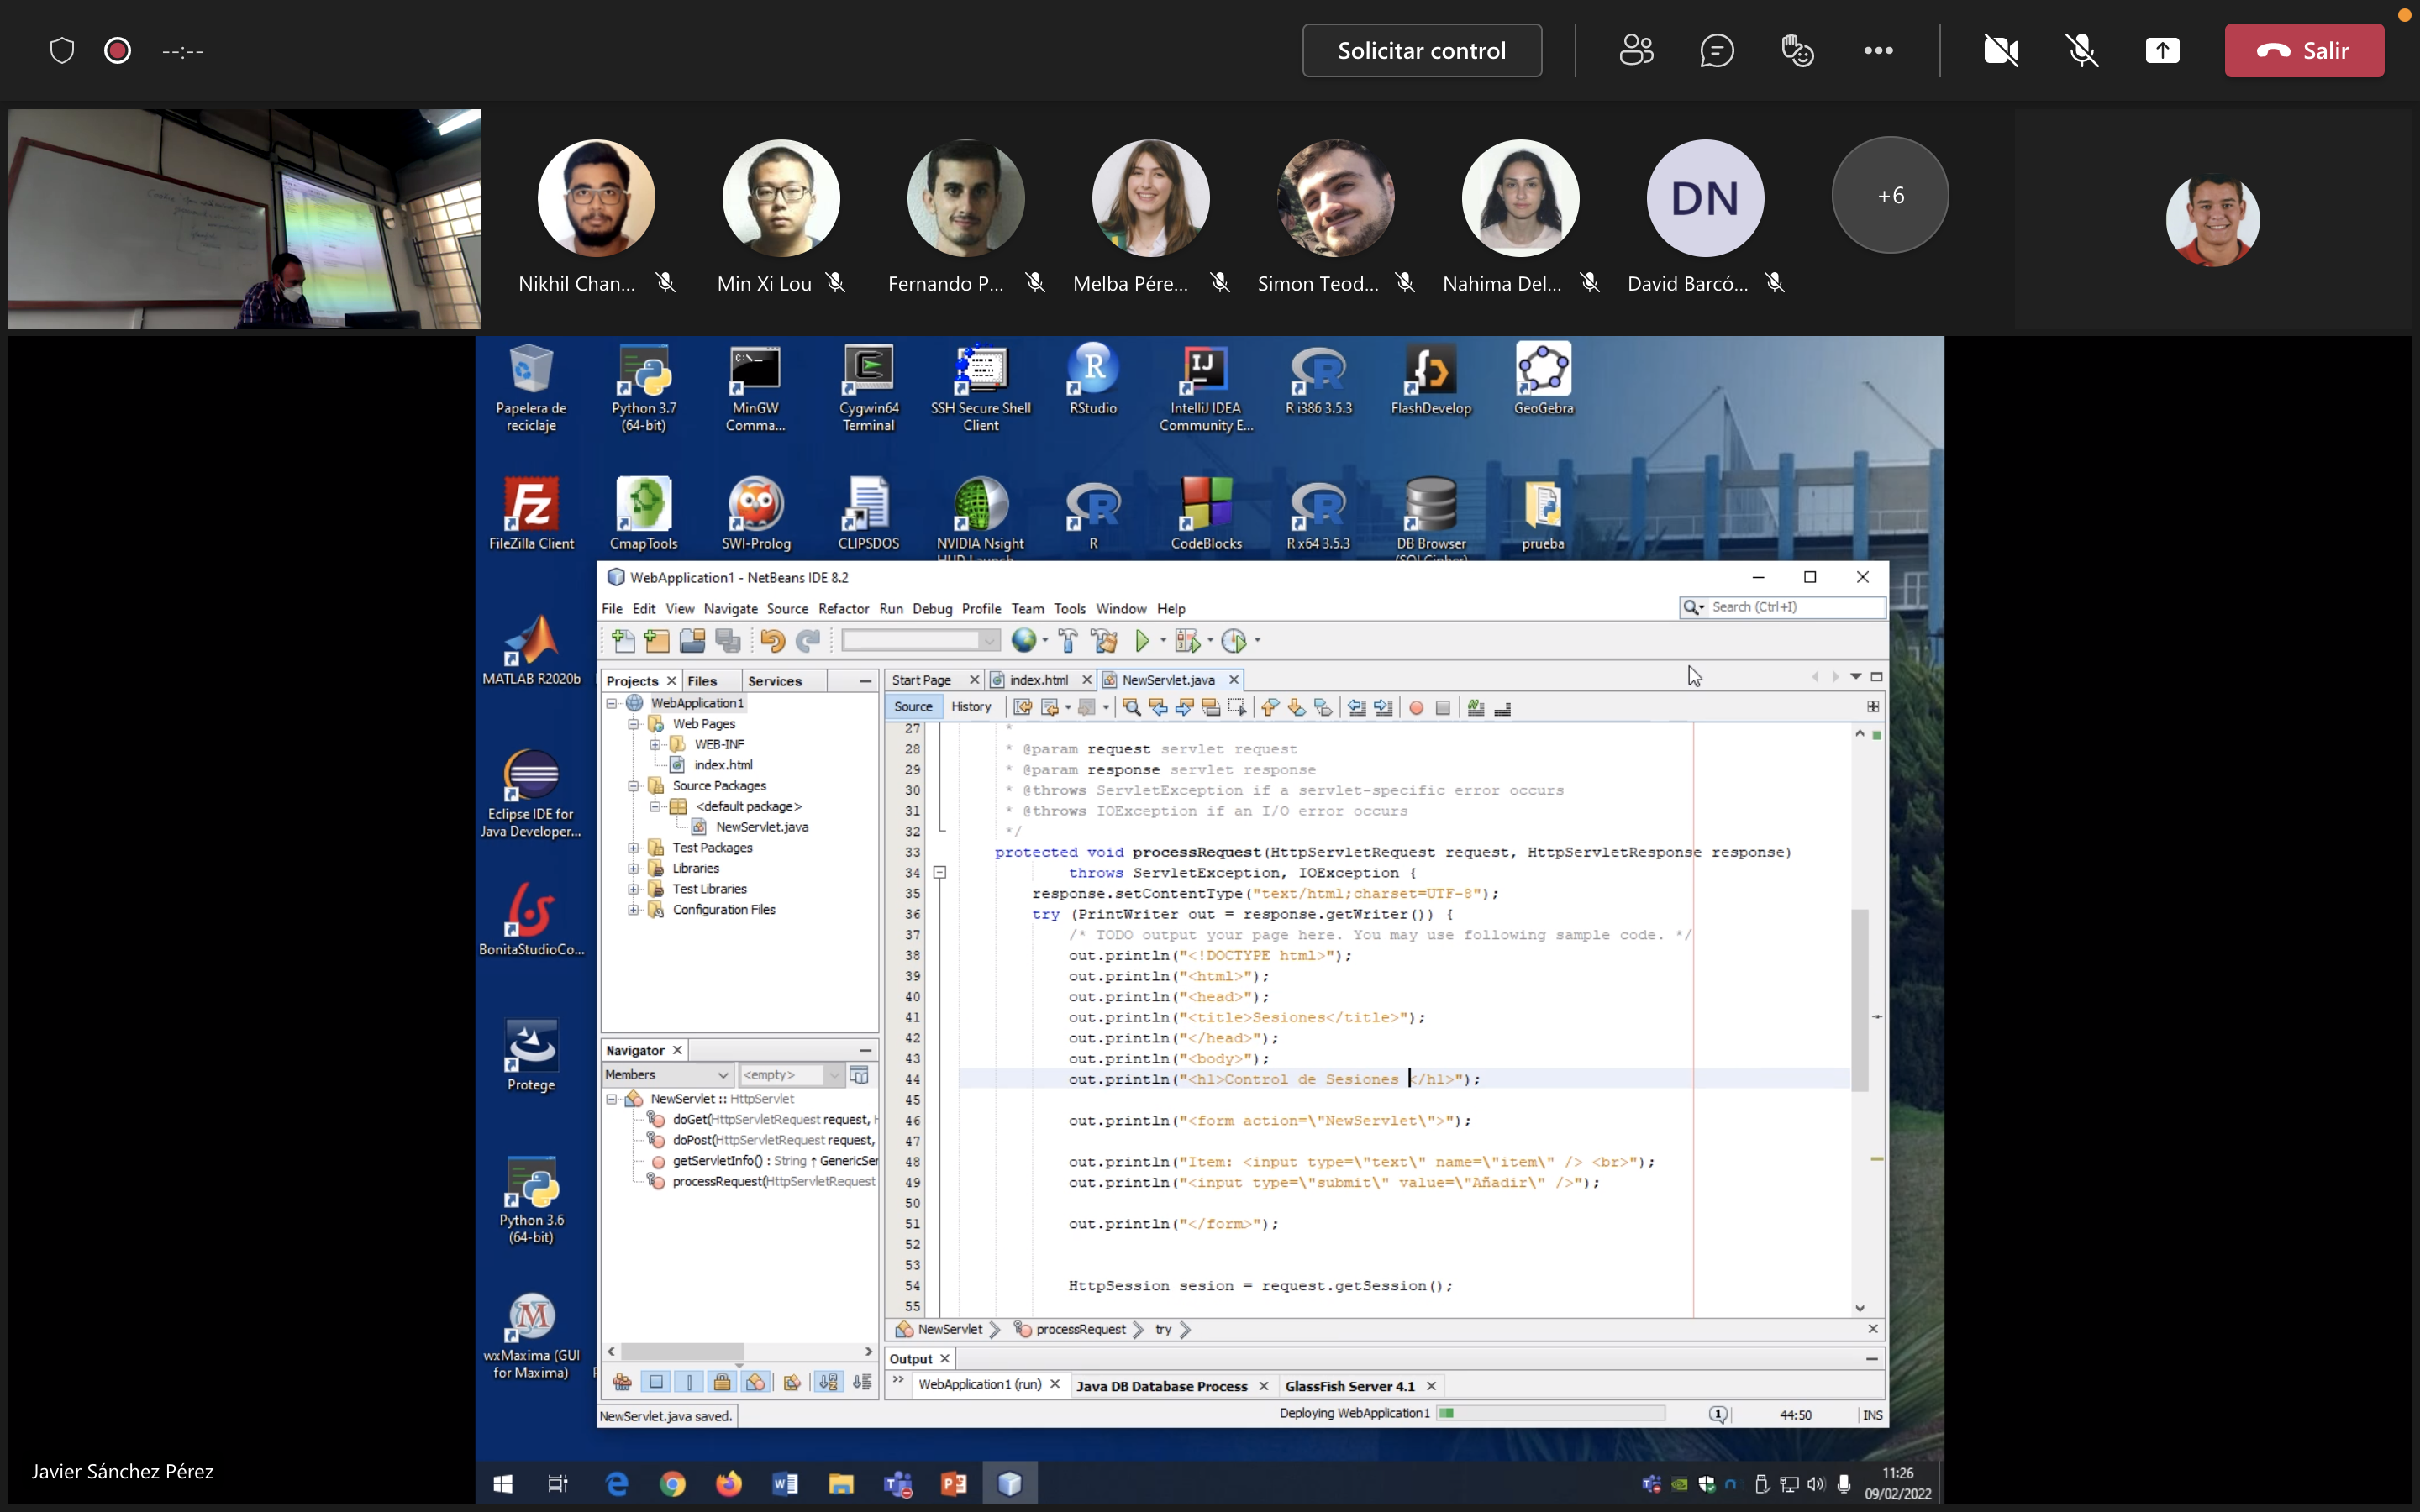 --:--
Solicitar control
Salir
DN
+6
Nikhil Chan...
Min Xi Lou
Fernando P...
Melba Pére...
Simon Teod...
Nahima Del...
David Barcó...
Papelera de
reciclaje
Python 3.7
(64-bit)
MinGW
Comma...
Cygwin64
Terminal
SSH Secure Shell
Client
RStudio
IntelliJ IDEA
Community E...
R i386 3.5.3
FlashDevelop
GeoGebra
FileZilla Client
CmapTools
SWI-Prolog
CLIPSDOS
NVIDIA Nsight
R
CodeBlocks
R x64 3.5.3
DB Browser
prueba
MATLAB R2020b
Eclipse IDE for
Java Developer...
BonitaStudioCo...
Protege
Python 3.6
(64-bit)
wxMaxima (GUI
for Maxima)
WebApplication1 - NetBeans IDE 8.2
File Edit View Navigate Source Refactor Run Debug Profile Team Tools Window Help
Search (Ctrl+I)
Projects Files Services
WebApplication1
Web Pages
WEB-INF
index.html
Source Packages
<default package>
NewServlet.java
Test Packages
Libraries
Test Libraries
Configuration Files
Navigator
Members <empty>
NewServlet :: HttpServlet
doGet(HttpServletRequest request,
doPost(HttpServletRequest request,
getServletInfo() : String ↑ GenericSer
processRequest(HttpServletRequest
Start Page index.html NewServlet.java
Source History
27 *
28 * @param request servlet request
29 * @param response servlet response
30 * @throws ServletException if a servlet-specific error occurs
31 * @throws IOException if an I/O error occurs
32 */
33 protected void processRequest(HttpServletRequest request, HttpServletResponse response)
34 throws ServletException, IOException {
35 response.setContentType("text/html;charset=UTF-8");
36 try (PrintWriter out = response.getWriter()) {
37 /* TODO output your page here. You may use following sample code. */
38 out.println("<!DOCTYPE html>");
39 out.println("<html>");
40 out.println("<head>");
41 out.println("<title>Sesiones</title>");
42 out.println("</head>");
43 out.println("<body>");
44 out.println("<h1>Control de Sesiones </h1>");
45
46 out.println("<form action=\"NewServlet\">");
47
48 out.println("Item: <input type=\"text\" name=\"item\" /> <br>");
49 out.println("<input type=\"submit\" value=\"Añadir\" />");
50
51 out.println("</form>");
52
53
54 HttpSession sesion = request.getSession();
55
NewServlet processRequest try
Output
WebApplication1 (run) Java DB Database Process GlassFish Server 4.1
NewServlet.java saved.
Deploying WebApplication1
1
44:50
INS
Javier Sánchez Pérez
11:26
09/02/2022